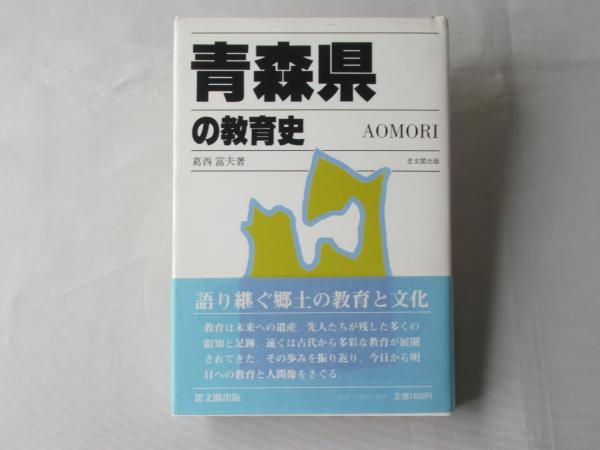 青森県
の教育史
AOMORI
葛西 富夫著
思文閣出版
語り継ぐ郷土の教育と文化
教育は未来への遺産。先人たちが残した多くの
叡知と足跡。遠くは古代から多彩な教育が展開
されてきた。その歩みを振り返り、今日から明
日への教育と人間像をさぐる。
思文閣出版
定価1600円